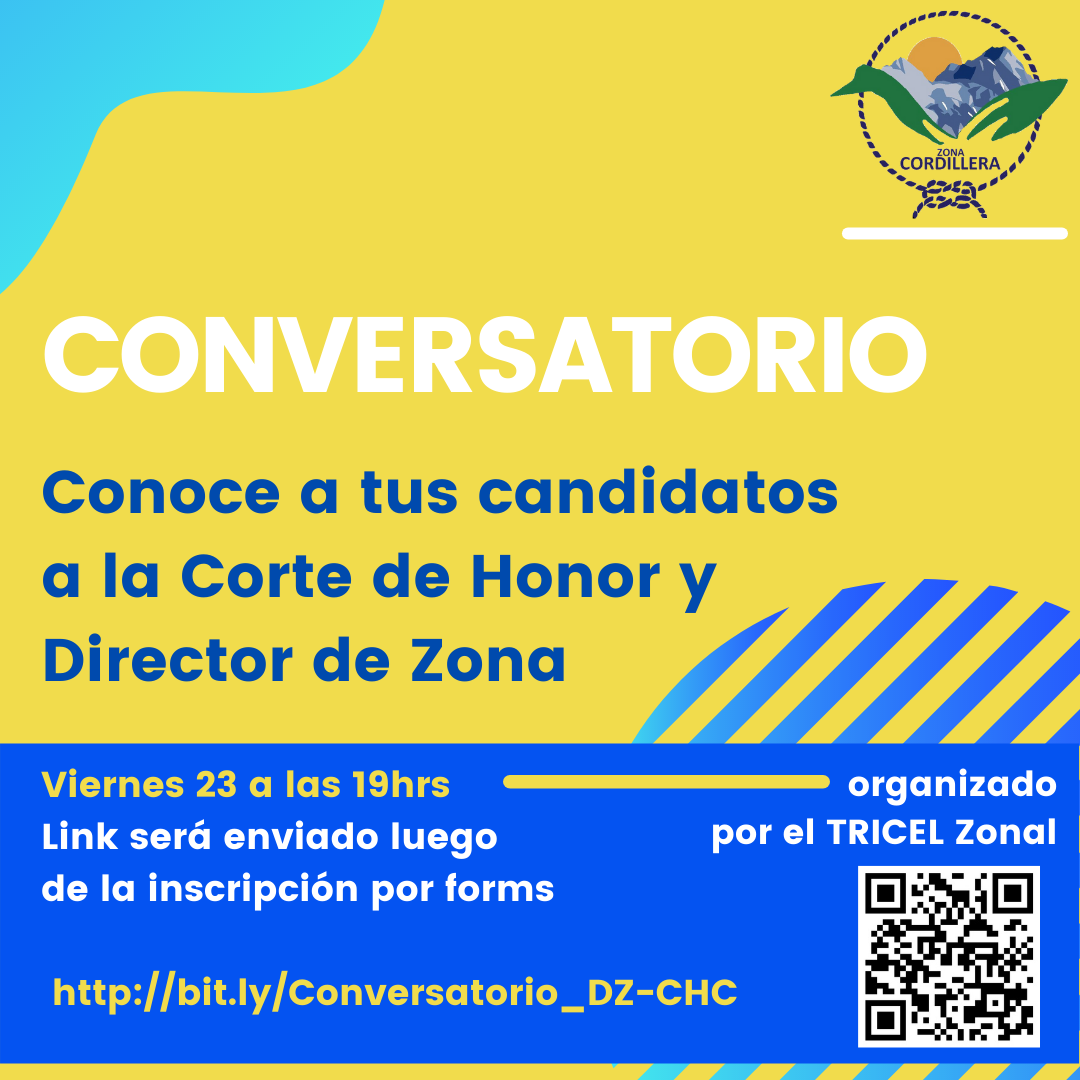 ZONA
CORDILLERA
CONVERSATORIO
Conoce a tus candidatos
a la Corte de Honor y
Director de Zona
Viernes 23 a las 19hrs
Link será enviado luego
de la inscripción por forms
organizado
por el TRICEL Zonal
http://bit.ly/Conversatorio_DZ-CHC